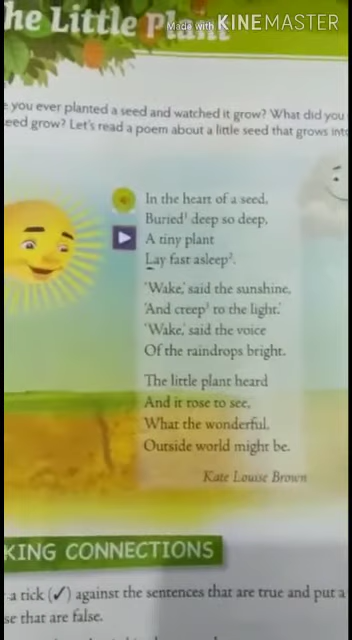 he Little Plant
Made with KINEMASTER
e you ever planted a seed and watched it grow? What did you
eed grow? Let's read a poem about a little seed that grows into
In the heart of a seed,
Buried¹ deep so deep,
A tiny plant
Lay fast asleep².
'Wake,' said the sunshine,
'And creep³ to the light.'
'Wake,' said the voice
Of the raindrops bright.
The little plant heard
And it rose to see,
What the wonderful,
Outside world might be.
Kate Louise Brown
KING CONNECTIONS
a tick (✓) against the sentences that are true and put a
se that are false.